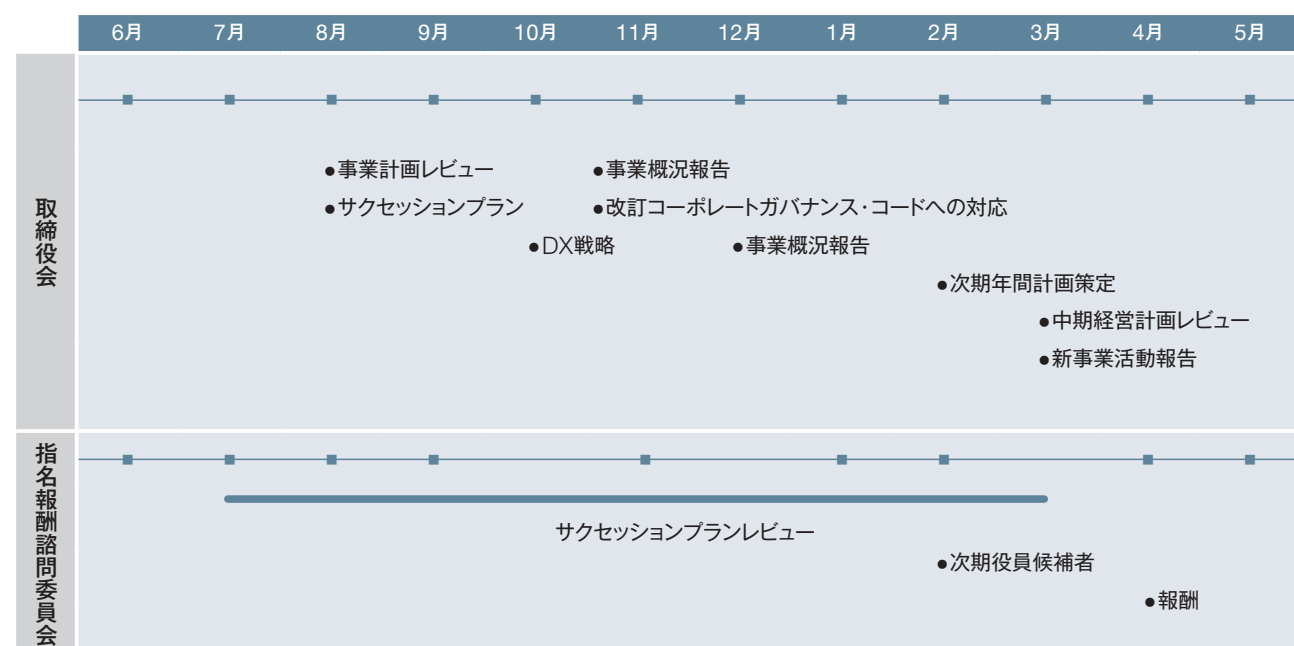 6月 7月 8月 9月 10月 11月 12月 1月 2月 3月 4月 5月
取締役会
●事業計画レビュー ●事業概況報告
●サクセッションプラン ●改訂コーポレートガバナンス・コードへの対応
●DX戦略 ●事業概況報告
●次期年間計画策定
●中期経営計画レビュー
●新事業活動報告
指名報酬諮問委員会
サクセッションプランレビュー
●次期役員候補者
●報酬